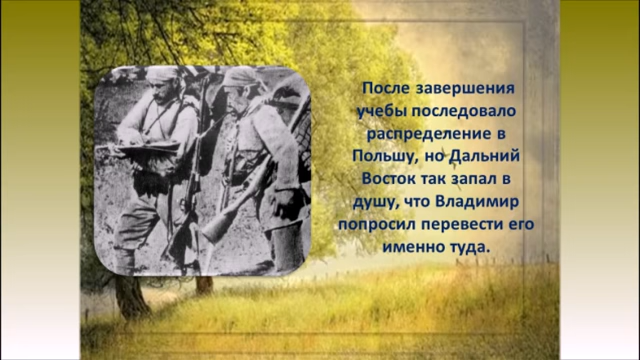 После завершения
учебы последовало
распределение в
Польшу, но Дальний
Восток так запал в
душу, что Владимир
попросил перевести его
именно туда.